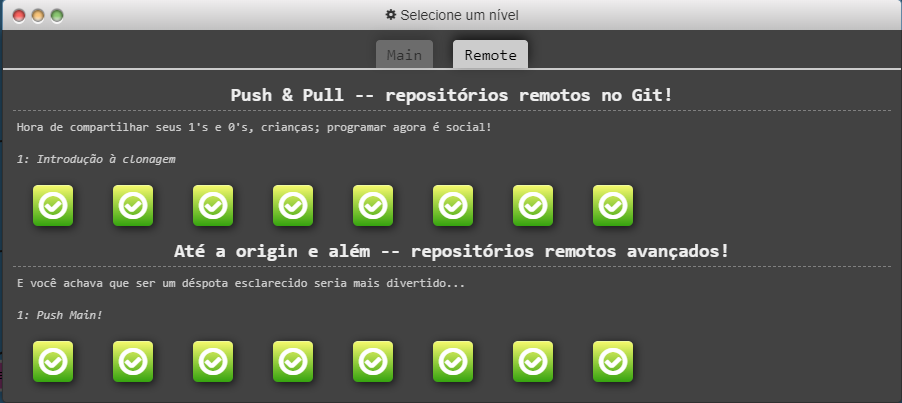 Selecione um nível
Main
Remote
Push & Pull -- repositórios remotos no Git!
Hora de compartilhar seus 1's e 0's, crianças; programar agora é social!
1: Introdução à clonagem
Até a origin e além -- repositórios remotos avançados!
E você achava que ser um déspota esclarecido seria mais divertido...
1: Push Main!